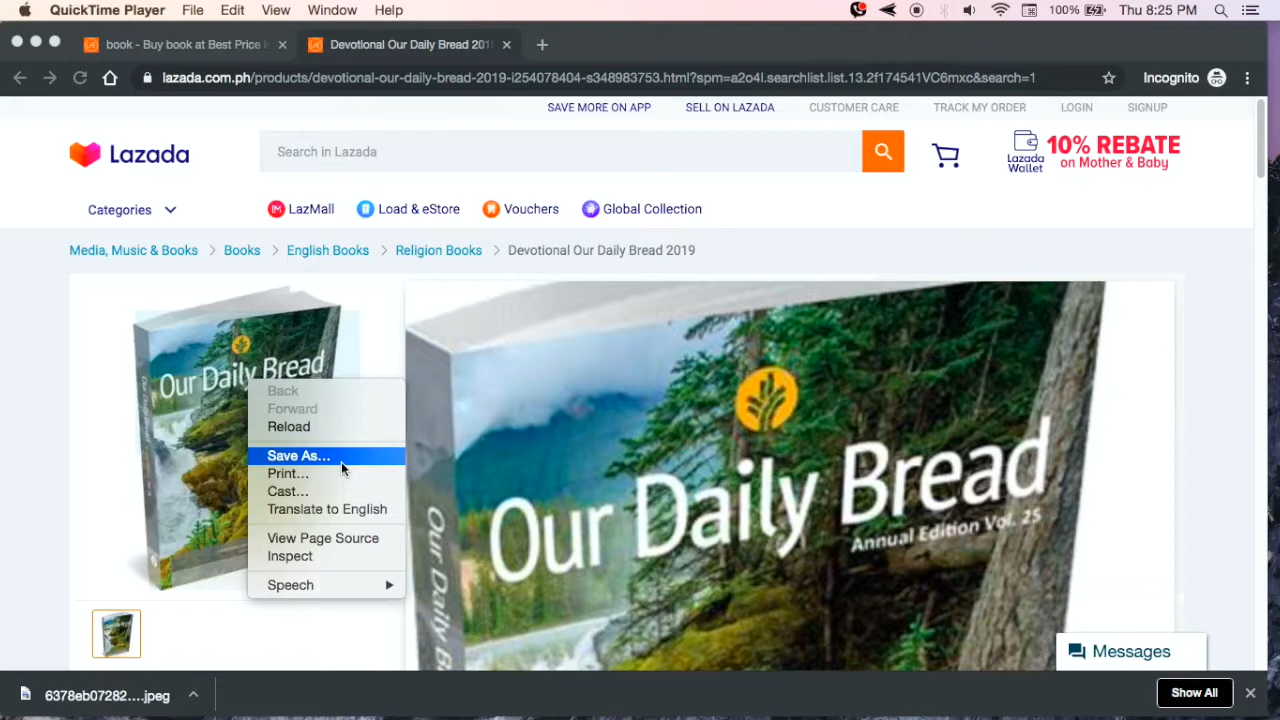 QuickTime Player File Edit View Window Help 100% Thu 8:25 PM
book - Buy book at Best Price i
Devotional Our Daily Bread 201
lazada.com.ph/products/devotional-our-daily-bread-2019-i254078404-s348983753.html?spm=a2o4l.searchlist.list.13.2f174541VC6mxc&search=1
Incognito
SAVE MORE ON APP SELL ON LAZADA CUSTOMER CARE TRACK MY ORDER LOGIN SIGNUP
Lazada
Search in Lazada
Lazada
Wallet
10% REBATE
on Mother & Baby
Categories
LazMall Load & eStore Vouchers Global Collection
Media, Music & Books > Books > English Books > Religion Books > Devotional Our Daily Bread 2019
Our Daily Bread
Back
Forward
Reload
Save As...
Print...
Cast...
Translate to English
View Page Source
Inspect
Speech
Our Daily Bread
Annual Edition Vol. 25
Our Daily B
Messages
6378eb07282....jpeg
Show All